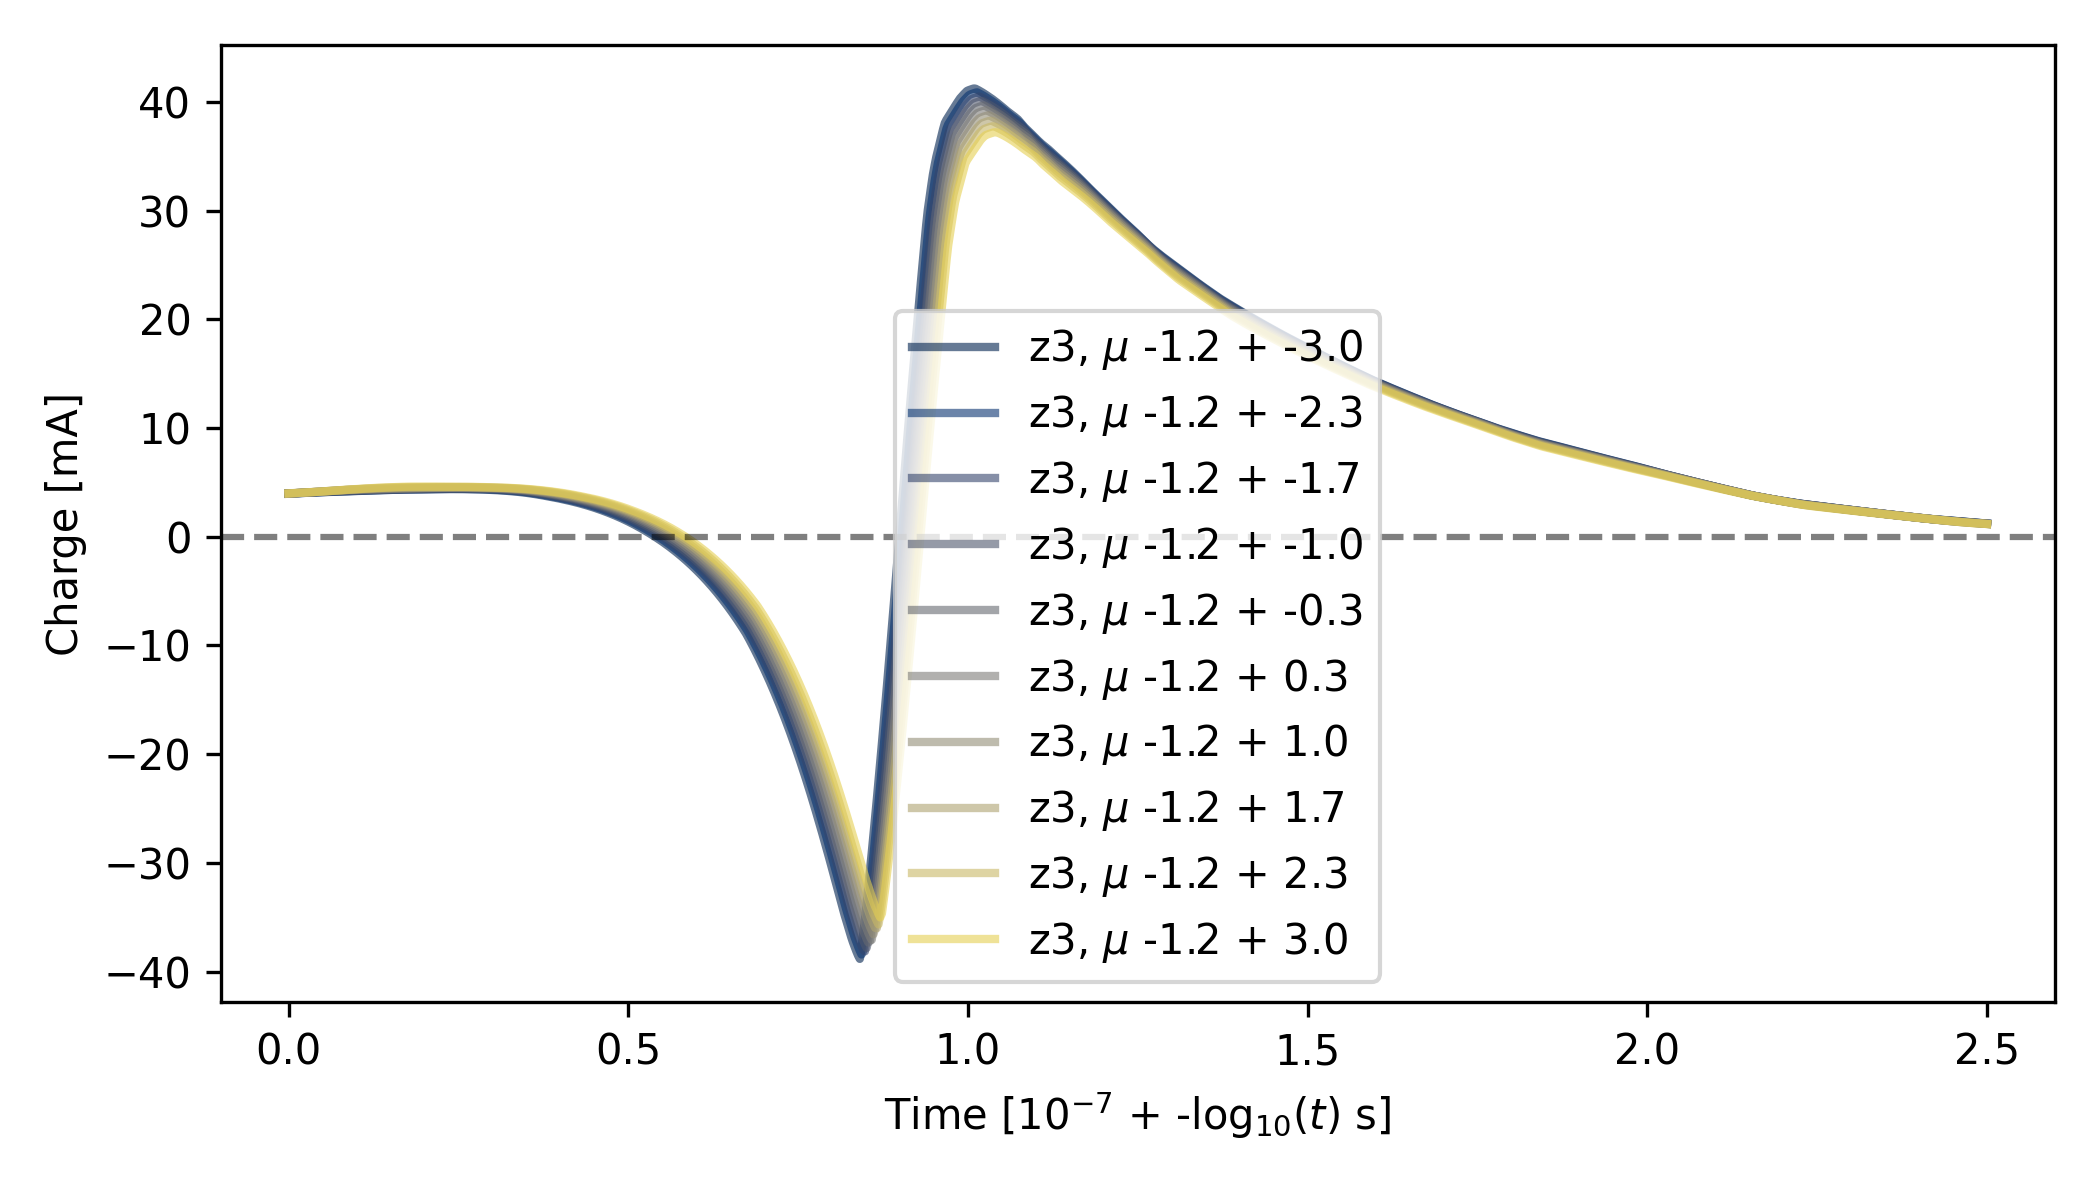 40
30
20
10
0
−10
−20
−30
−40
Charge [mA]
z3, μ -1.2 + -3.0
z3, μ -1.2 + -2.3
z3, μ -1.2 + -1.7
z3, μ -1.2 + -1.0
z3, μ -1.2 + -0.3
z3, μ -1.2 + 0.3
z3, μ -1.2 + 1.0
z3, μ -1.2 + 1.7
z3, μ -1.2 + 2.3
z3, μ -1.2 + 3.0
0.0 0.5 1.0 1.5 2.0 2.5
Time [10⁻⁷ + -log₁₀(t) s]